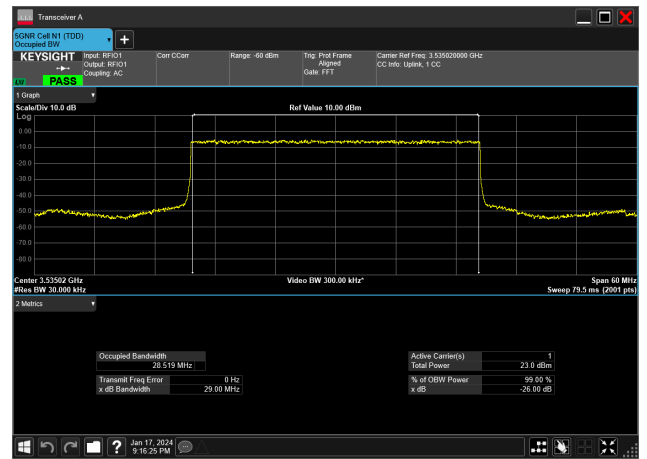 Transceiver A
5GNR Cell N1 (TDD)
Occupied BW
KEYSIGHT
LW PASS
Input: RFIO1
Output: RFIO1
Coupling: AC
Corr CCorr
Range: -60 dBm
Trig: Prot Frame
Aligned
Gate: FFT
Carrier Ref Freq: 3.535020000 GHz
CC Info: Uplink, 1 CC
1 Graph
Scale/Div 10.0 dB
Ref Value 10.00 dBm
Log
0.00
-10.0
-20.0
-30.0
-40.0
-50.0
-60.0
-70.0
-80.0
Center 3.53502 GHz
Video BW 300.00 kHz*
Span 60 MHz
#Res BW 30.000 kHz
Sweep 79.5 ms (2001 pts)
2 Metrics
Occupied Bandwidth
28.519 MHz
Active Carrier(s) 1
Total Power 23.0 dBm
Transmit Freq Error 0 Hz
x dB Bandwidth 29.00 MHz
% of OBW Power 99.00 %
x dB -26.00 dB
?
Jan 17, 2024
9:16:25 PM